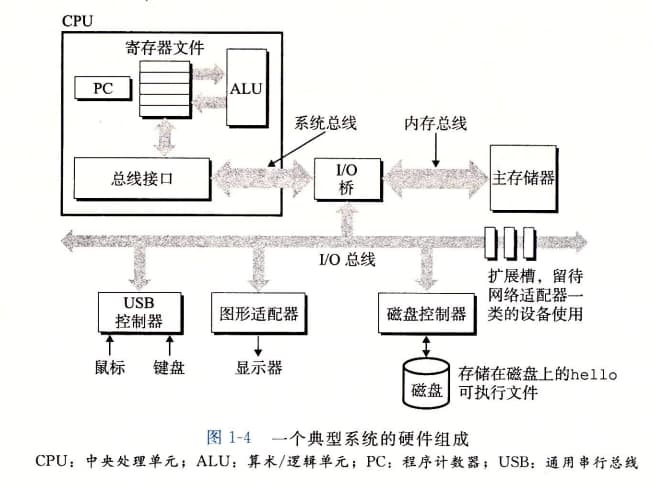 CPU
寄存器文件
PC
ALU
系统总线
内存总线
总线接口
I/O
桥
主存储器
I/O 总线
扩展槽，留待
网络适配器一
类的设备使用
USB
控制器
图形适配器
磁盘控制器
鼠标
键盘
显示器
磁盘
存储在磁盘上的hello
可执行文件
图 1-4 一个典型系统的硬件组成
CPU：中央处理单元；ALU：算术/逻辑单元；PC：程序计数器；USB：通用串行总线